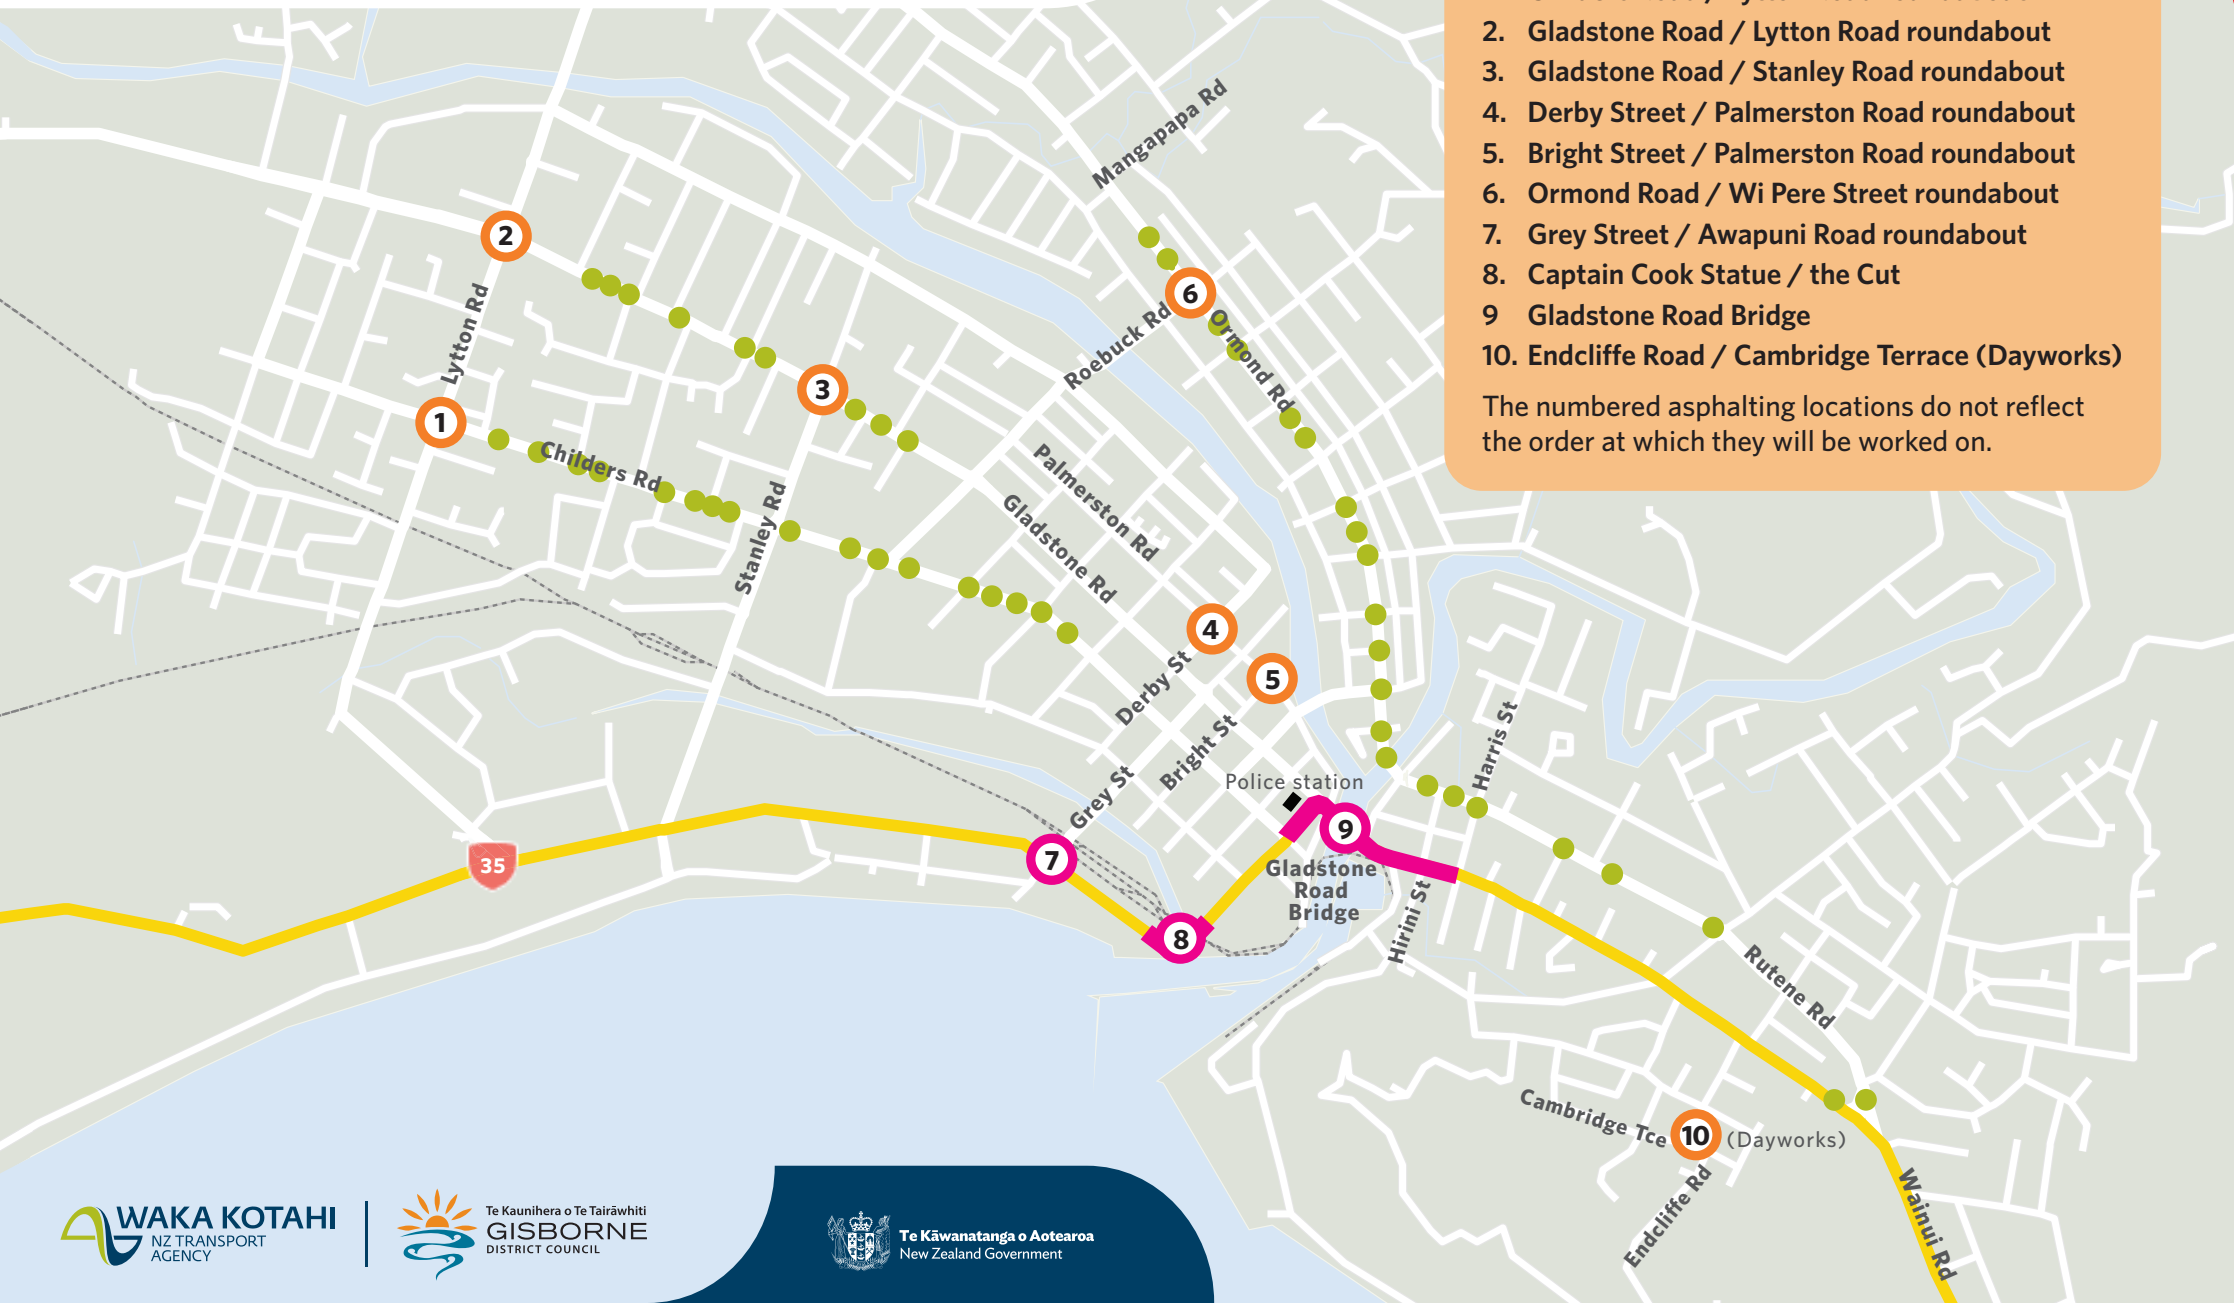 2. Gladstone Road / Lytton Road roundabout
3. Gladstone Road / Stanley Road roundabout
4. Derby Street / Palmerston Road roundabout
5. Bright Street / Palmerston Road roundabout
6. Ormond Road / Wi Pere Street roundabout
7. Grey Street / Awapuni Road roundabout
8. Captain Cook Statue / the Cut
9 Gladstone Road Bridge
10. Endcliffe Road / Cambridge Terrace (Dayworks)
The numbered asphalting locations do not reflect
the order at which they will be worked on.
Mangapapa Rd
2
6
Lytton Rd
Roebuck Rd
Ormond Rd
3
1
Childers Rd
Palmerston Rd
Stanley Rd
Gladstone Rd
4
Derby St
5
Bright St
Harris St
Police station
Grey St
9
7
35
Gladstone
Road
Bridge
Hirini St
8
Rutene Rd
Cambridge Tce
10
(Dayworks)
Endcliffe Rd
Wainui Rd
WAKA KOTAHI
NZ TRANSPORT
AGENCY
Te Kaunihera o Te Tairāwhiti
GISBORNE
DISTRICT COUNCIL
Te Kāwanatanga o Aotearoa
New Zealand Government